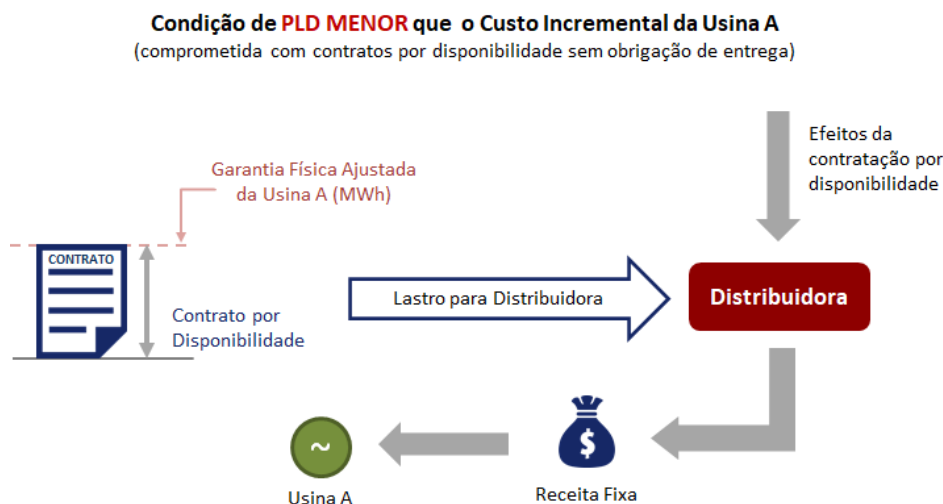 Condição de PLD MENOR que o Custo Incremental da Usina A
(comprometida com contratos por disponibilidade sem obrigação de entrega)
Efeitos da
contratação por
disponibilidade
Garantia Física Ajustada
da Usina A (MWh)
CONTRATO
Contrato por
Disponibilidade
Lastro para Distribuidora
Distribuidora
~
$
Usina A
Receita Fixa